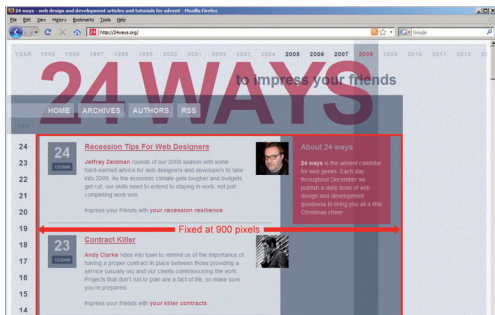 24 ways - web design and development articles and tutorials for advent - Mozilla Firefox
File Edit View History Bookmarks Tools Help
24 http://24ways.org/ Google
YEAR 1995 1996 1997 1998 1999 2000 2001 2002 2003 2004 2005 2006 2007 2008 2009 2010 2011 2012
24 WAYS
to impress your friends
HOME ARCHIVES AUTHORS RSS
DAY
24
23
22
21
20
19
18
17
16
15
14
24
12/2008
Recession Tips For Web Designers
Jeffrey Zeldman rounds of our 2008 season with some
hard-earned advice for web designers and developers to take
into 2009. As the economic climate gets tougher and budgets
get cut, our skills need to extend to staying in work, not just
completing work won.
Impress your friends with your recession resilience
About 24 ways
24 ways is the advent calendar
for web geeks. Each day
throughout December we
publish a daily dose of web
design and development
goodness to bring you all a little
Christmas cheer
Fixed at 900 pixels
23
12/2008
Contract Killer
Andy Clarke rides into town to remind us of the importance of
having a proper contract in place between those providing a
service (usually us) and our clients commissioning the work.
Projects that don't run to plan are a fact of life, so make sure
you're prepared.
Impress your friends with your killer contracts